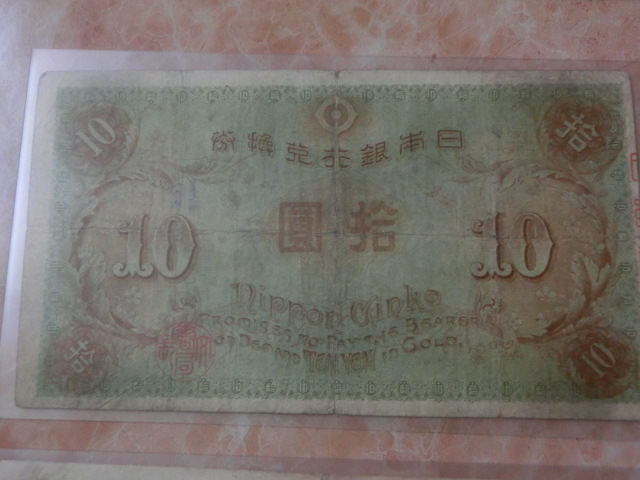 10 拾
券換兌行銀本日
10 圓拾 10
Nippon Ginko
PROMISES TO PAY THE BEARER
ON DEMAND TEN YEN IN GOLD.
拾 10